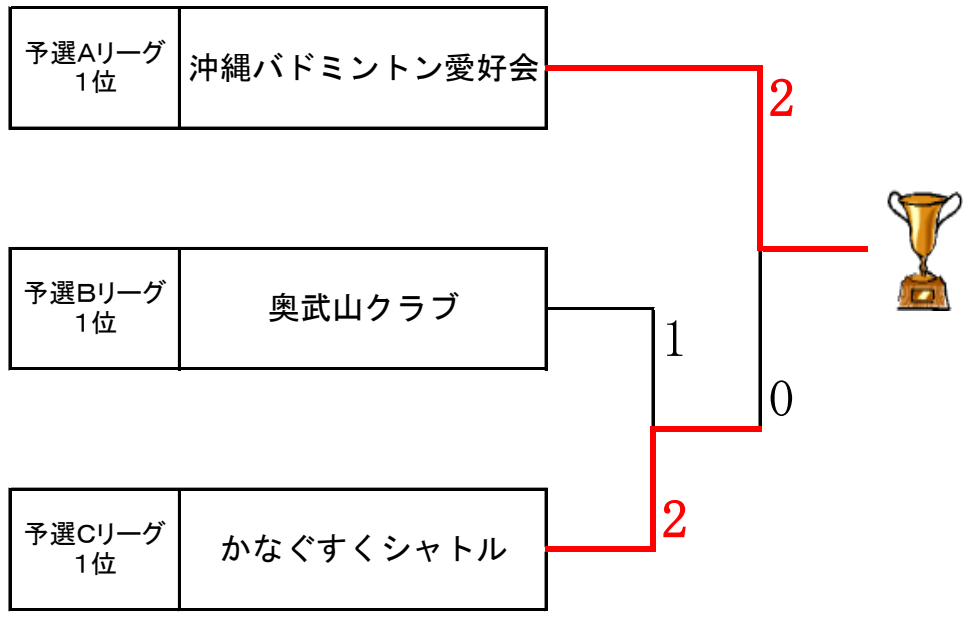 予選Aリーグ
1位
沖縄バドミントン愛好会
2
予選Bリーグ
1位
奥武山クラブ
1
0
予選Cリーグ
1位
かなぐすくシャトル
2